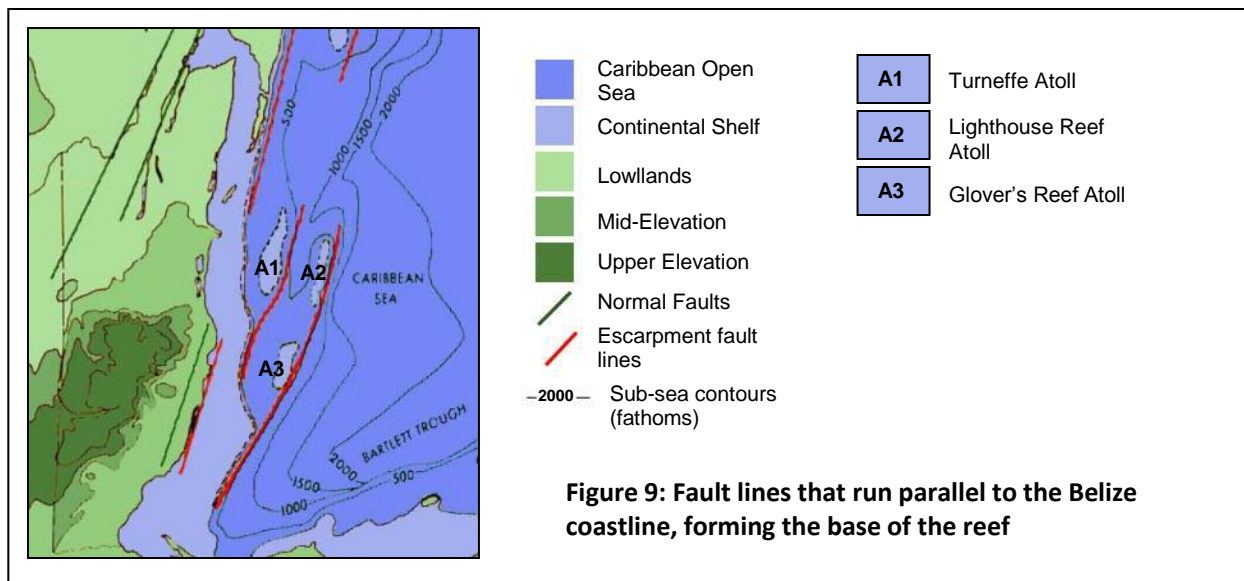 500
1000
1500
2000
A1
A2
CARIBBEAN
SEA
A3
BARTLETT TROUGH
2000
1500
1000
500
Caribbean Open
Sea
Continental Shelf
Lowllands
Mid-Elevation
Upper Elevation
Normal Faults
Escarpment fault
lines
–2000— Sub-sea contours
(fathoms)
A1 Turneffe Atoll
A2 Lighthouse Reef
Atoll
A3 Glover's Reef Atoll
Figure 9: Fault lines that run parallel to the Belize
coastline, forming the base of the reef